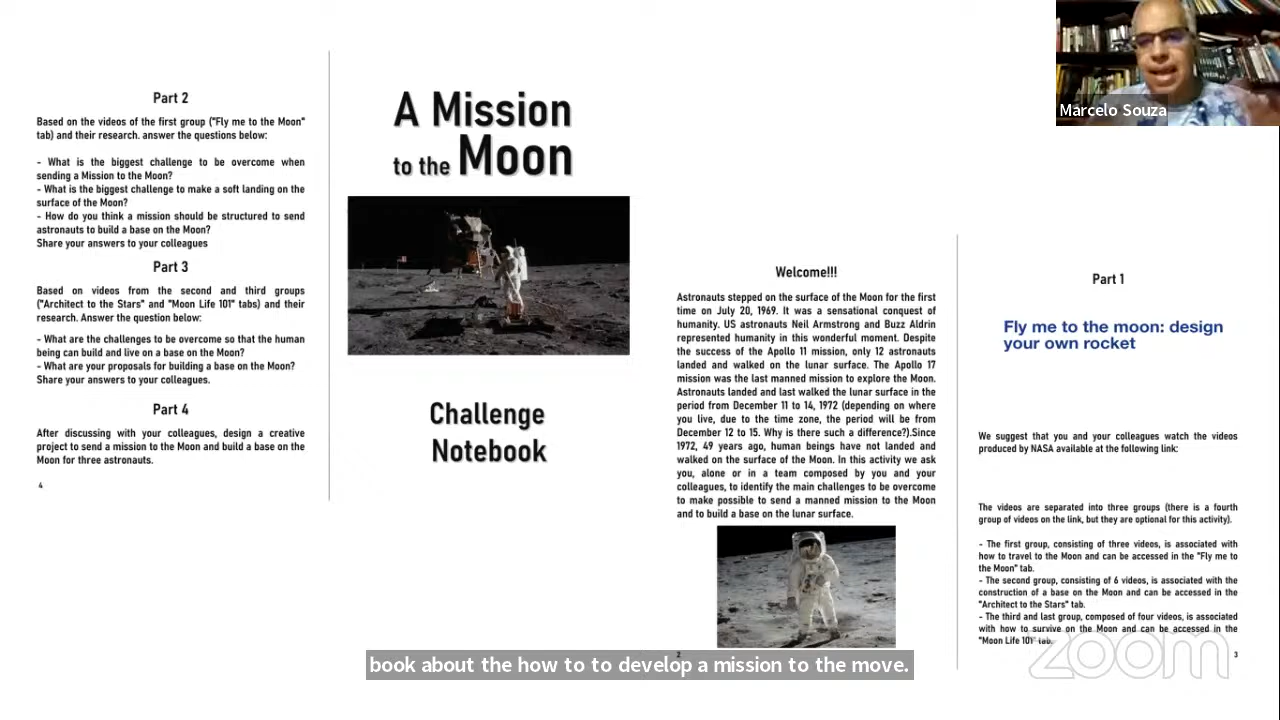 Part 2
Based on the videos of the first group ("Fly me to the Moon"
tab) and their research. answer the questions below:
- What is the biggest challenge to be overcome when
sending a Mission to the Moon?
- What is the biggest challenge to make a soft landing on the
surface of the Moon?
- How do you think a mission should be structured to send
astronauts to build a base on the Moon?
Share your answers to your colleagues
Part 3
Based on videos from the second and third groups
("Architect to the Stars" and "Moon Life 101" tabs) and their
research. Answer the question below:
- What are the challenges to be overcome so that the human
being can build and live on a base on the Moon?
- What are your proposals for building a base on the Moon?
Share your answers to your colleagues.
Part 4
After discussing with your colleagues, design a creative
project to send a mission to the Moon and build a base on the
Moon for three astronauts.
4
A Mission
to the Moon
Challenge
Notebook
Welcome!!!
Astronauts stepped on the surface of the Moon for the first
time on July 20, 1969. It was a sensational conquest of
humanity. US astronauts Neil Armstrong and Buzz Aldrin
represented humanity in this wonderful moment. Despite
the success of the Apollo 11 mission, only 12 astronauts
landed and walked on the lunar surface. The Apollo 17
mission was the last manned mission to explore the Moon.
Astronauts landed and last walked the lunar surface in the
period from December 11 to 14, 1972 (depending on where
you live, due to the time zone, the period will be from
December 12 to 15. Why is there such a difference?).Since
1972, 49 years ago, human beings have not landed and
walked on the surface of the Moon. In this activity we ask
you, alone or in a team composed by you and your
colleagues, to identify the main challenges to be overcome
to make possible to send a manned mission to the Moon
and to build a base on the lunar surface.
2
Part 1
Fly me to the moon: design
your own rocket
We suggest that you and your colleagues watch the videos
produced by NASA available at the following link:
The videos are separated into three groups (there is a fourth
group of videos on the link, but they are optional for this activity).
- The first group, consisting of three videos, is associated with
how to travel to the Moon and can be accessed in the "Fly me to
the Moon" tab.
- The second group, consisting of 6 videos, is associated with the
construction of a base on the Moon and can be accessed in the
"Architect to the Stars" tab.
- The third and last group, composed of four videos, is associated
with how to survive on the Moon and can be accessed in the
"Moon Life 101" tab.
3
Marcelo Souza
book about the how to to develop a mission to the move.
zoom